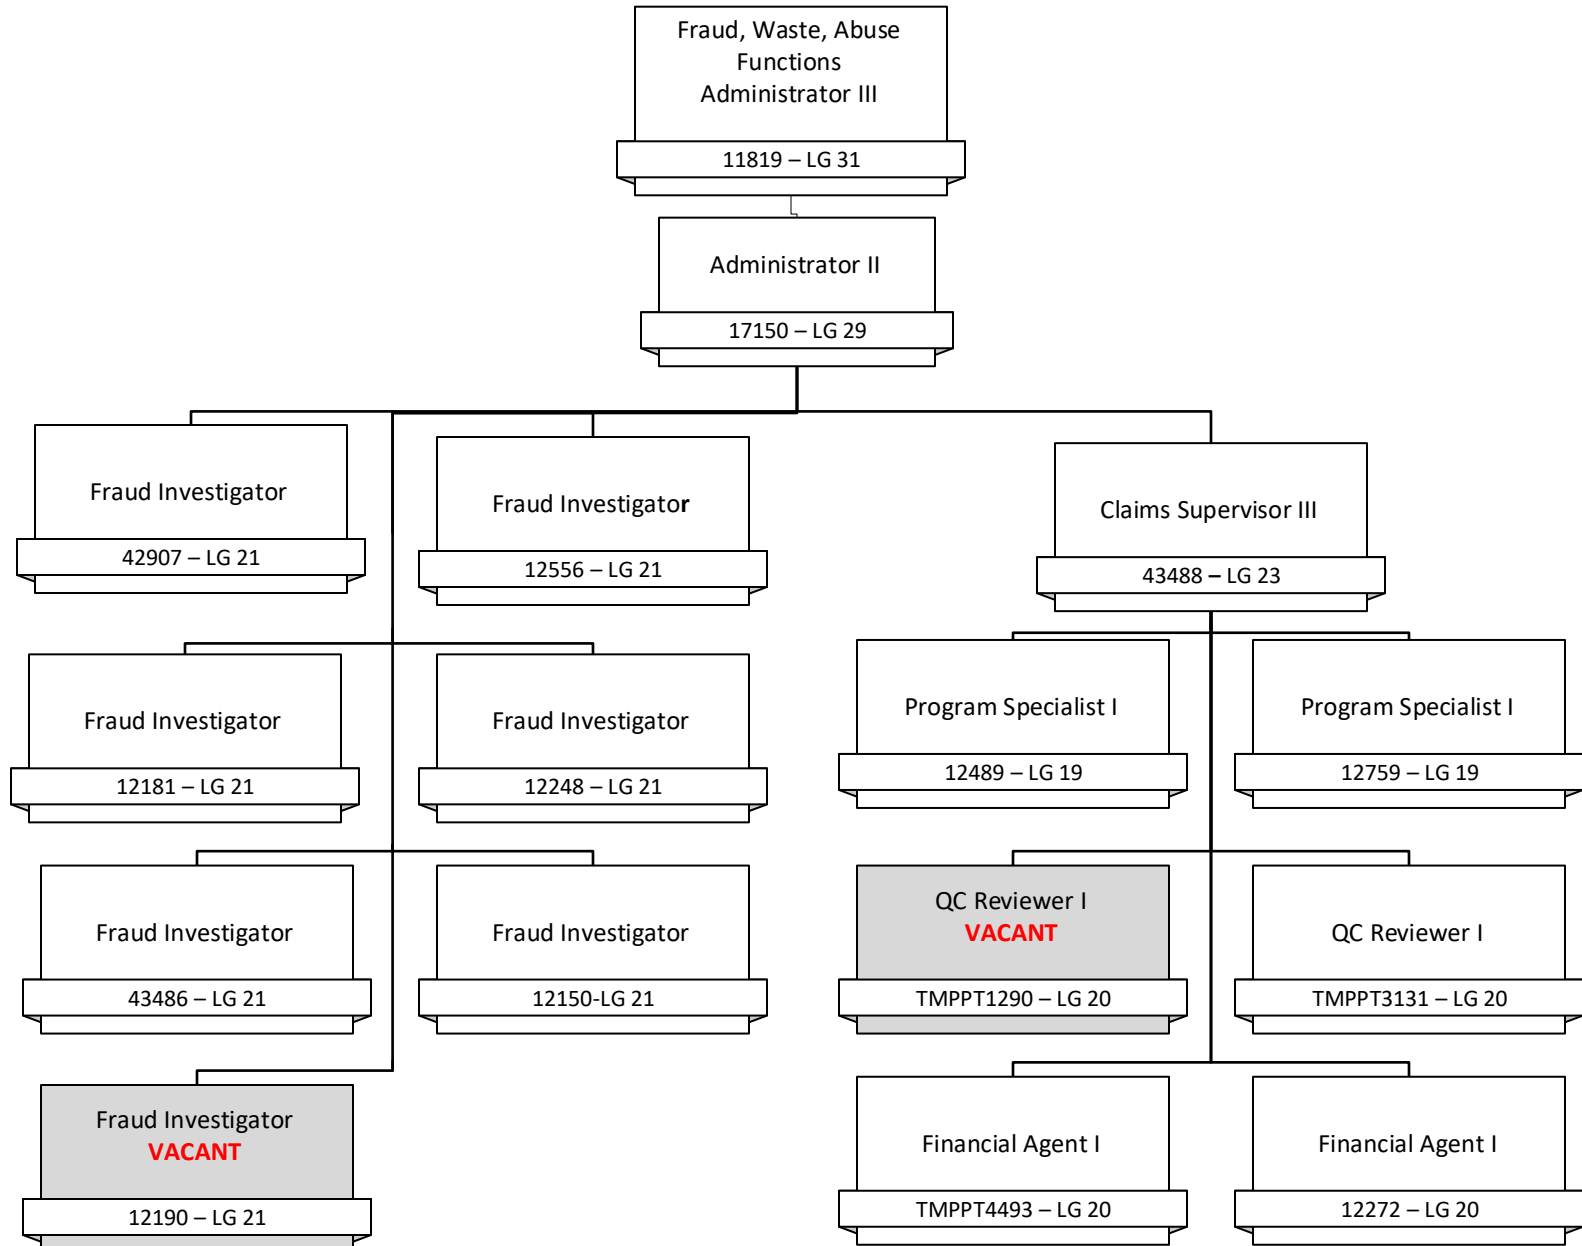 Fraud, Waste, Abuse
Functions
Administrator III
11819 – LG 31
Administrator II
17150 – LG 29
Fraud Investigator
42907 – LG 21
Fraud Investigator
12556 – LG 21
Claims Supervisor III
43488 – LG 23
Fraud Investigator
12181 – LG 21
Fraud Investigator
12248 – LG 21
Program Specialist I
12489 – LG 19
Program Specialist I
12759 – LG 19
Fraud Investigator
43486 – LG 21
Fraud Investigator
12150-LG 21
QC Reviewer I
VACANT
TMPPT1290 – LG 20
QC Reviewer I
TMPPT3131 – LG 20
Fraud Investigator
VACANT
12190 – LG 21
Financial Agent I
TMPPT4493 – LG 20
Financial Agent I
12272 – LG 20